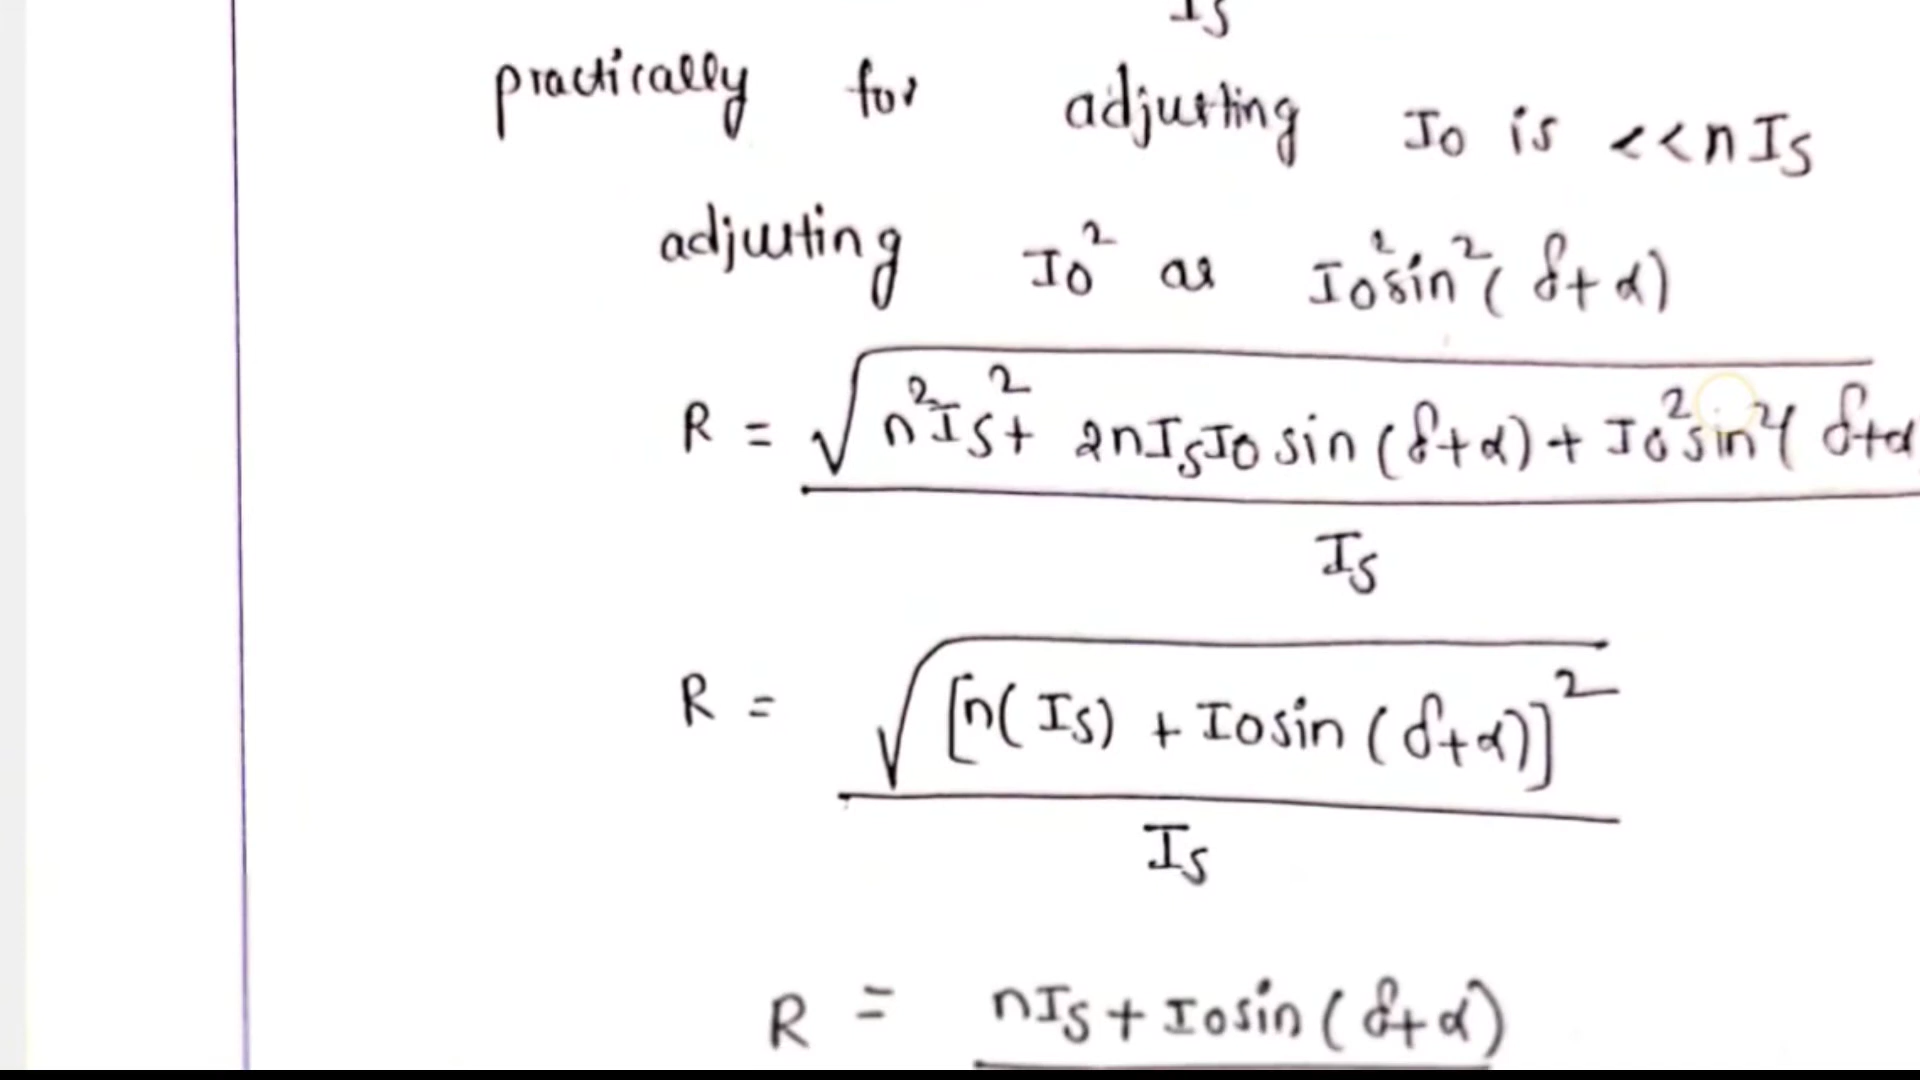 Is
practically for adjusting Io is <<nIs
adjusting Io² as Io²sin²(δ+α)
R = √n²Is²+ 2nIsIo sin(δ+α)+ Io²sin²( δ+α)
Is
R = √[n(Is) + Iosin(δ+α)]²
Is
R = nIs+Iosin(δ+α)